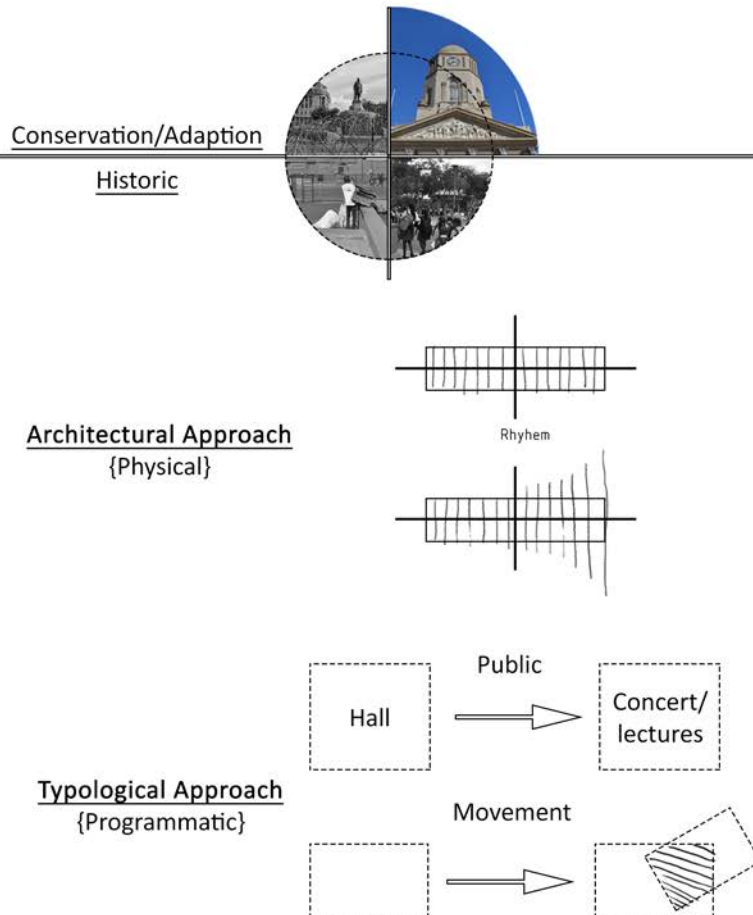 Conservation/Adaption
Historic
Architectural Approach
{Physical}
Rhyhem
Typological Approach
{Programmatic}
Public
Hall
Concert/
lectures
Movement